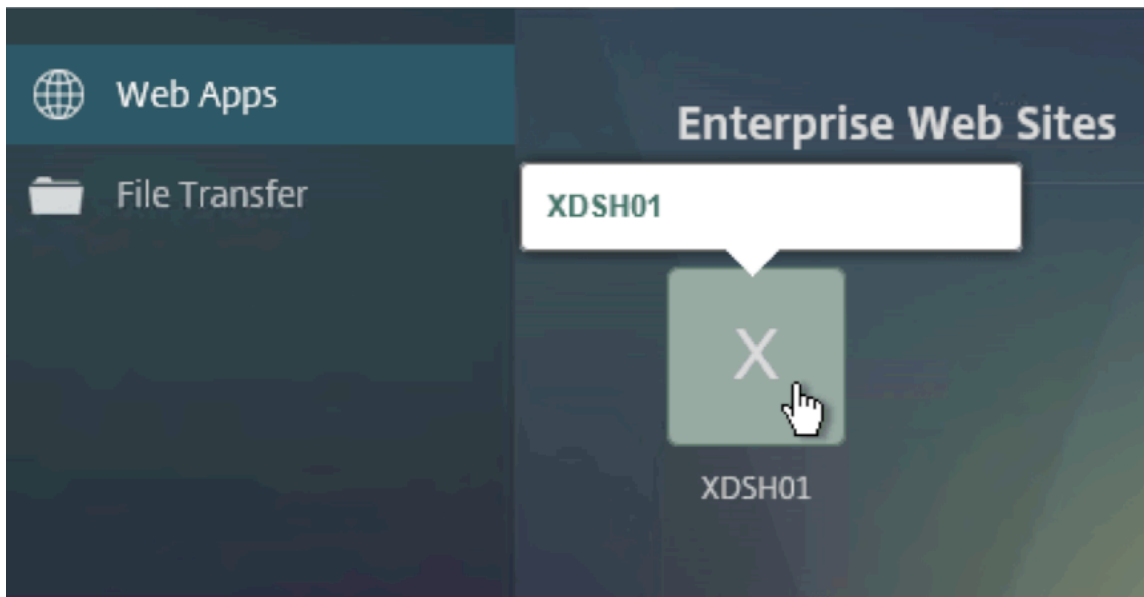 Web Apps
File Transfer
Enterprise Web Sites
XDSH01
X
XDSH01